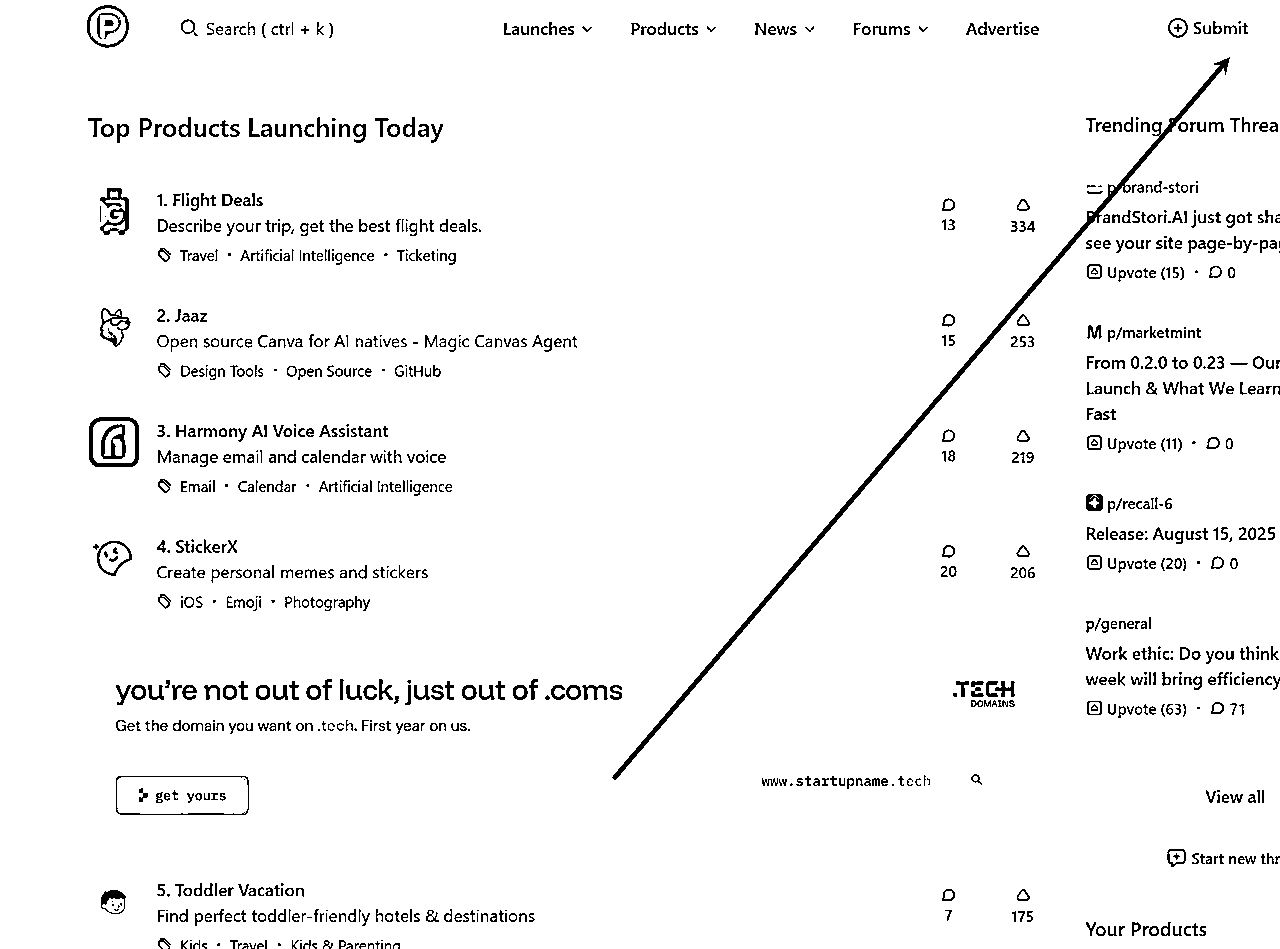 Search ( ctrl + k )
Launches
Products
News
Forums
Advertise
Submit
Top Products Launching Today
1. Flight Deals
Describe your trip, get the best flight deals.
Travel • Artificial Intelligence • Ticketing
13
334
2. Jaaz
Open source Canva for AI natives - Magic Canvas Agent
Design Tools • Open Source • GitHub
15
253
3. Harmony AI Voice Assistant
Manage email and calendar with voice
Email • Calendar • Artificial Intelligence
18
219
4. StickerX
Create personal memes and stickers
iOS • Emoji • Photography
20
206
you're not out of luck, just out of .coms
Get the domain you want on .tech. First year on us.
get yours
.TECH
DOMAINS
www.startupname.tech
5. Toddler Vacation
Find perfect toddler-friendly hotels & destinations
Kids • Travel • Kids & Parenting
7
175
Trending Forum Threa
p/brand-stori
BrandStori.AI just got sha
see your site page-by-pag
Upvote (15) • 0
M p/marketmint
From 0.2.0 to 0.23 — Our
Launch & What We Learn
Fast
Upvote (11) • 0
p/recall-6
Release: August 15, 2025
Upvote (20) • 0
p/general
Work ethic: Do you think
week will bring efficiency
Upvote (63) • 71
View all
Start new thr
Your Products